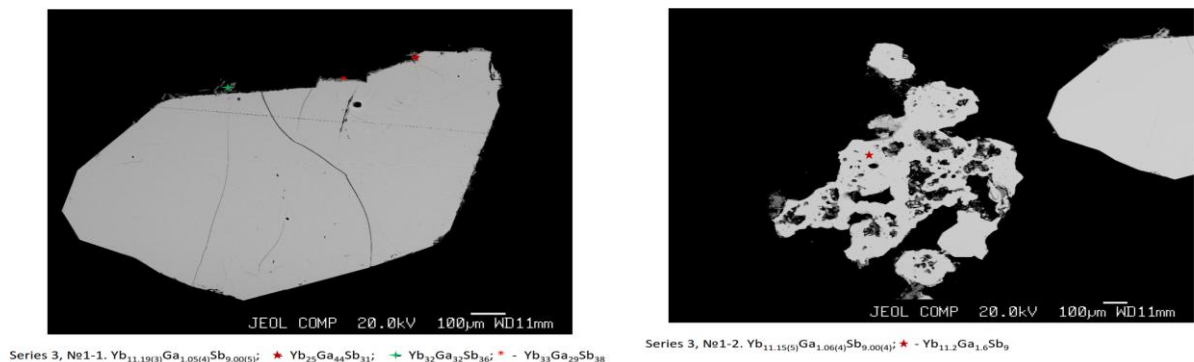 JEOL COMP 20.0kV 100µm WD11mm
Series 3, №1-1. Yb11.19(3)Ga1.05(4)Sb9.00(5); ★ Yb25Ga44Sb31; ✦ Yb32Ga32Sb36; * - Yb33Ga29Sb38
JEOL COMP 20.0kV 100µm WD11mm
Series 3, №1-2. Yb11.15(5)Ga1.06(4)Sb9.00(4); ★ - Yb11.2Ga1.6Sb9